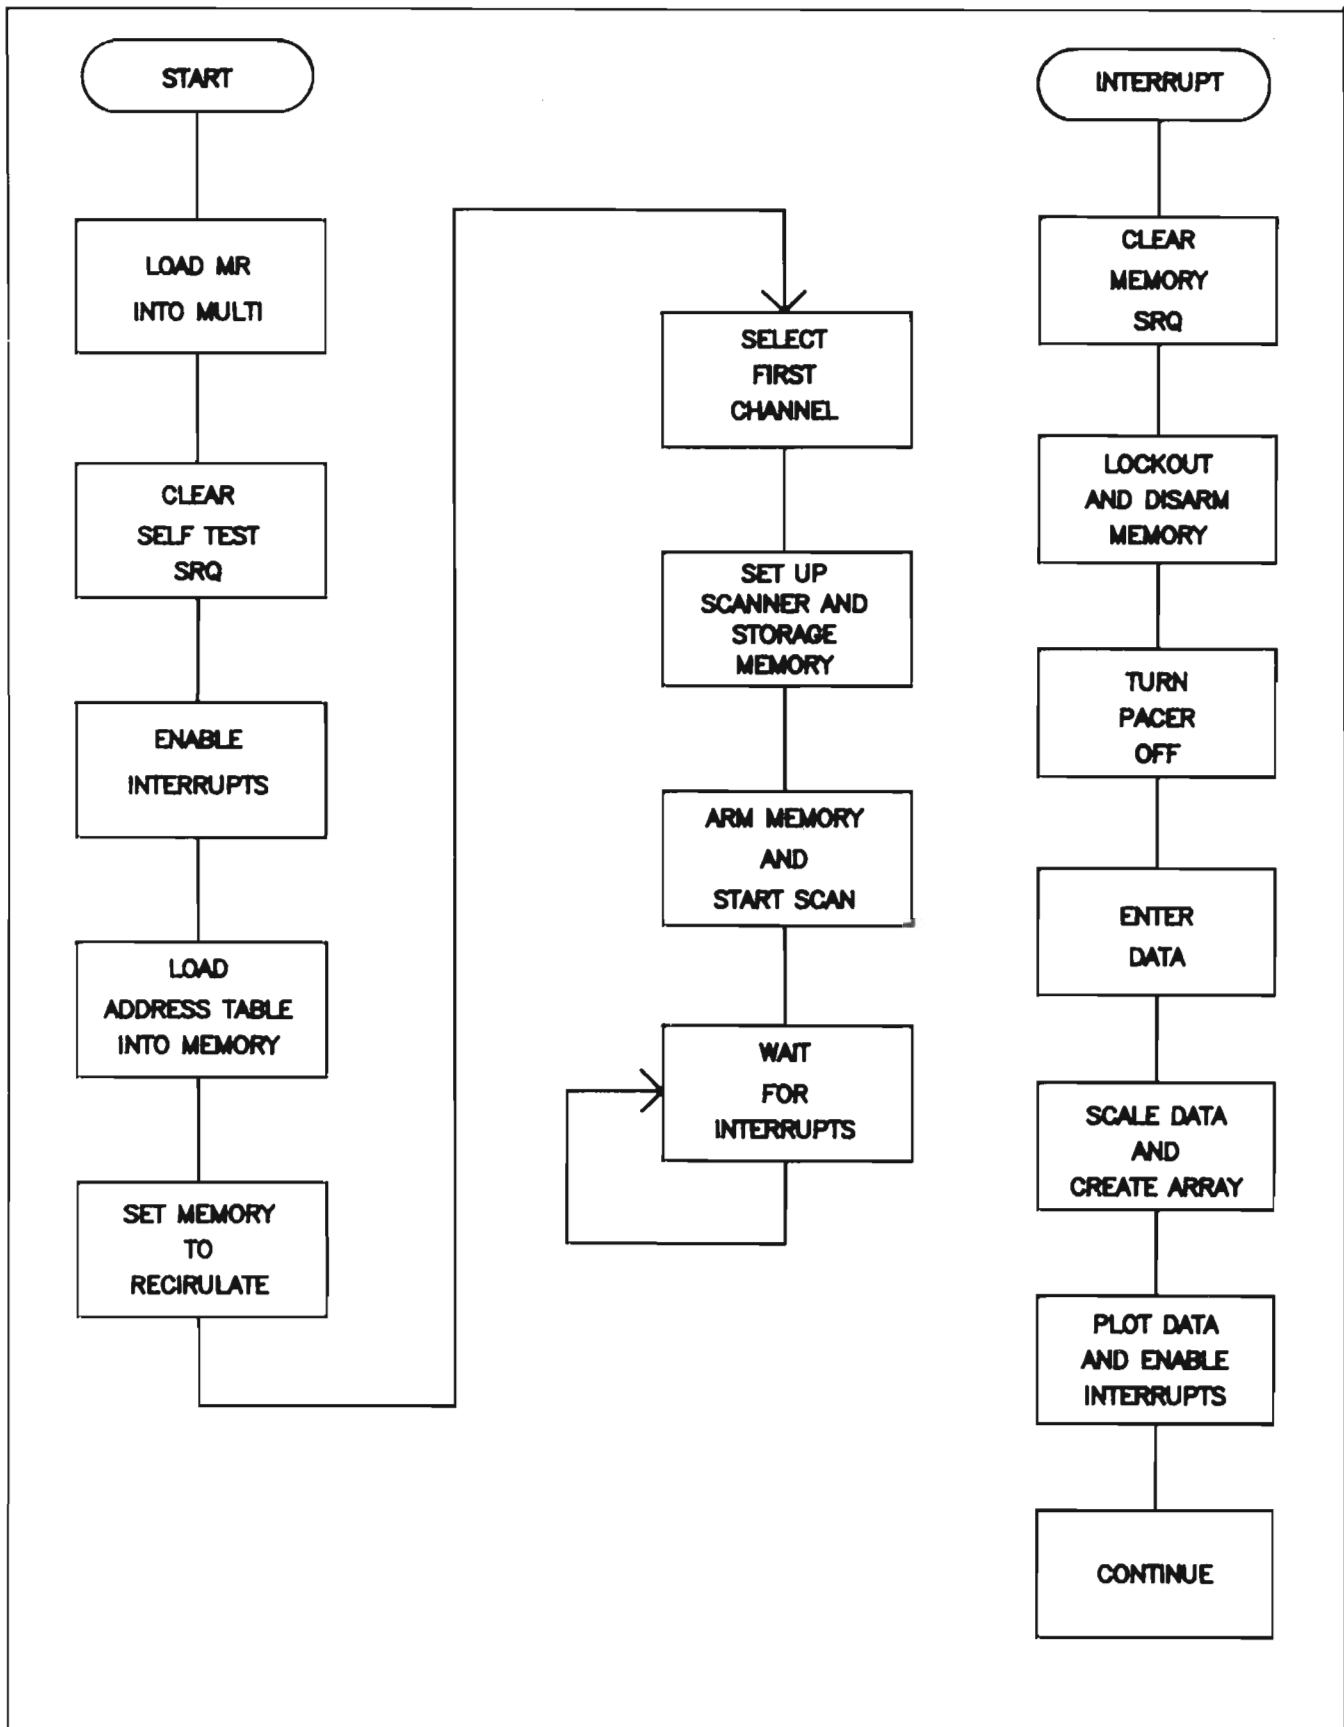 START
LOAD MR
INTO MULTI
CLEAR
SELF TEST
SRQ
ENABLE
INTERRUPTS
LOAD
ADDRESS TABLE
INTO MEMORY
SET MEMORY
TO
RECIRULATE
SELECT
FIRST
CHANNEL
SET UP
SCANNER AND
STORAGE
MEMORY
ARM MEMORY
AND
START SCAN
WAIT
FOR
INTERRUPTS
INTERRUPT
CLEAR
MEMORY
SRQ
LOCKOUT
AND DISARM
MEMORY
TURN
PACER
OFF
ENTER
DATA
SCALE DATA
AND
CREATE ARRAY
PLOT DATA
AND ENABLE
INTERRUPTS
CONTINUE